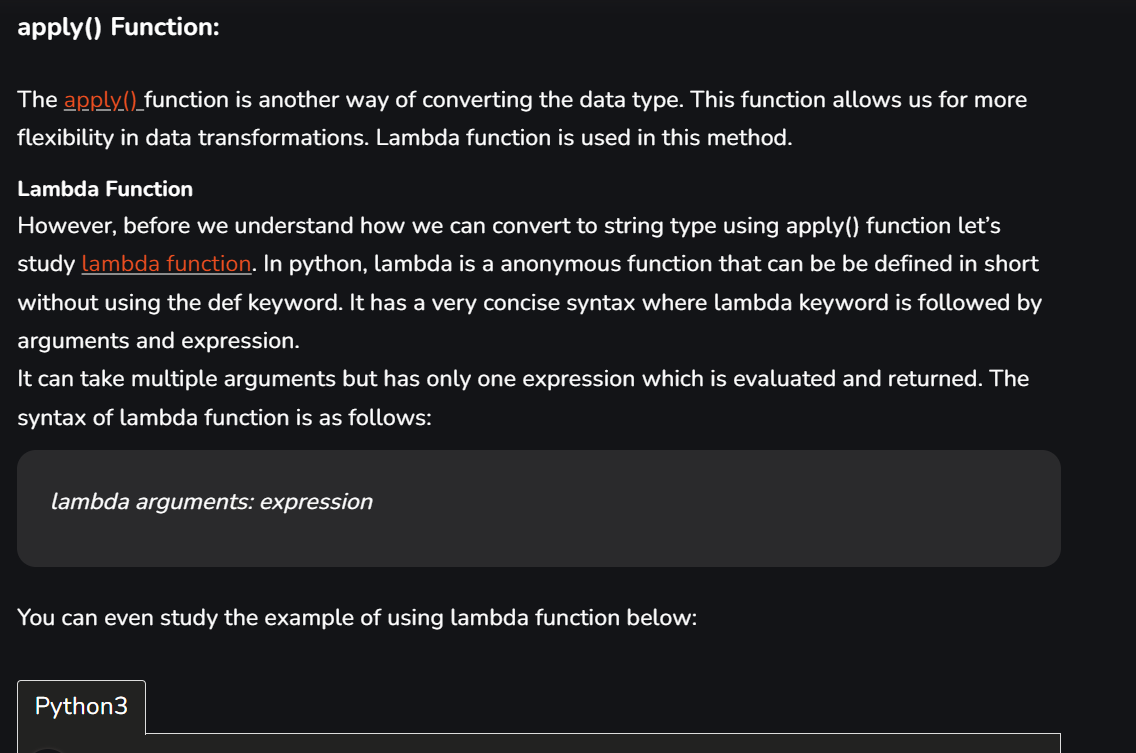 apply() Function:
The apply() function is another way of converting the data type. This function allows us for more
flexibility in data transformations. Lambda function is used in this method.
Lambda Function
However, before we understand how we can convert to string type using apply() function let’s
study lambda function. In python, lambda is a anonymous function that can be be defined in short
without using the def keyword. It has a very concise syntax where lambda keyword is followed by
arguments and expression.
It can take multiple arguments but has only one expression which is evaluated and returned. The
syntax of lambda function is as follows:
lambda arguments: expression
You can even study the example of using lambda function below:
Python3